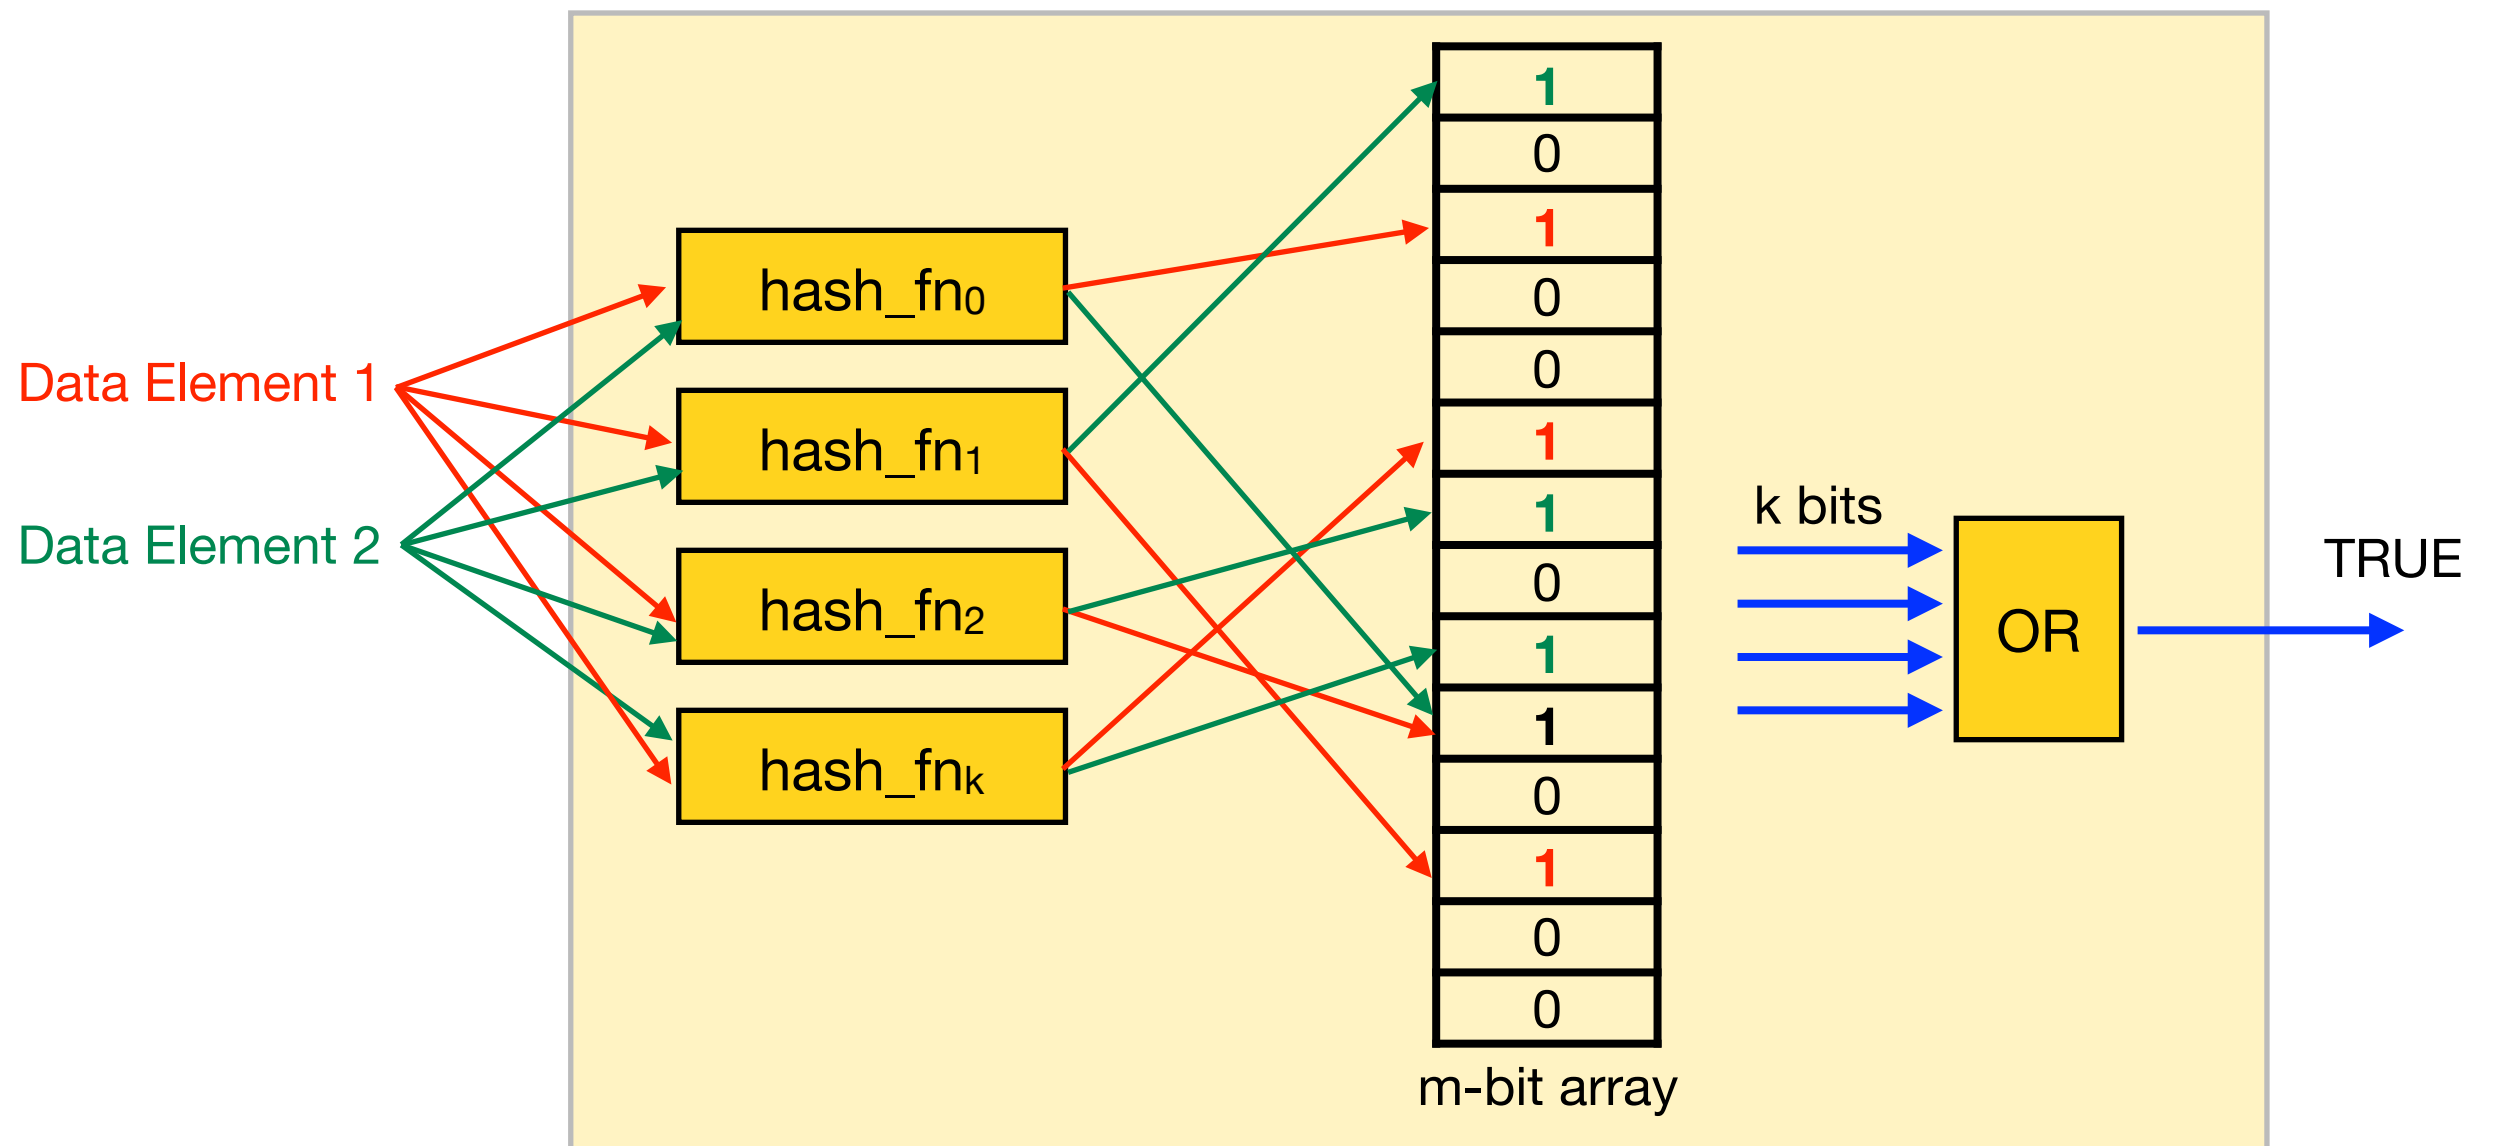 Data Element 1
Data Element 2
hash_fn0
hash_fn1
hash_fn2
hash_fnk
1
0
1
0
0
1
1
0
1
1
0
1
0
0
m-bit array
k bits
OR
TRUE